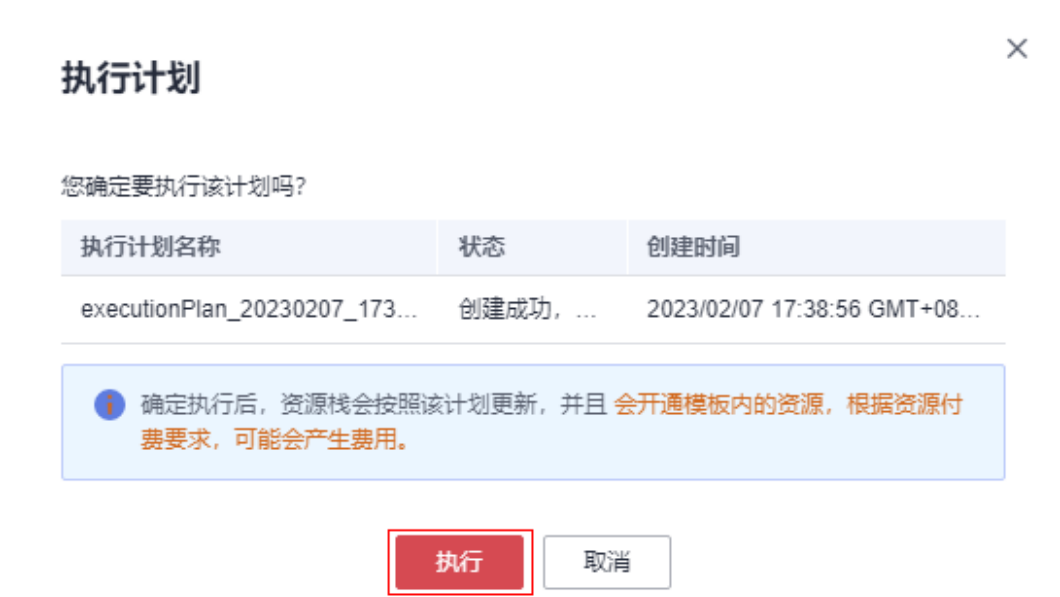 执行计划
您确定要执行该计划吗?
执行计划名称 状态 创建时间
executionPlan_20230207_173... 创建成功, ... 2023/02/07 17:38:56 GMT+08...
确定执行后，资源栈会按照该计划更新，并且 会开通模板内的资源，根据资源付
费要求，可能会产生费用。
执行 取消